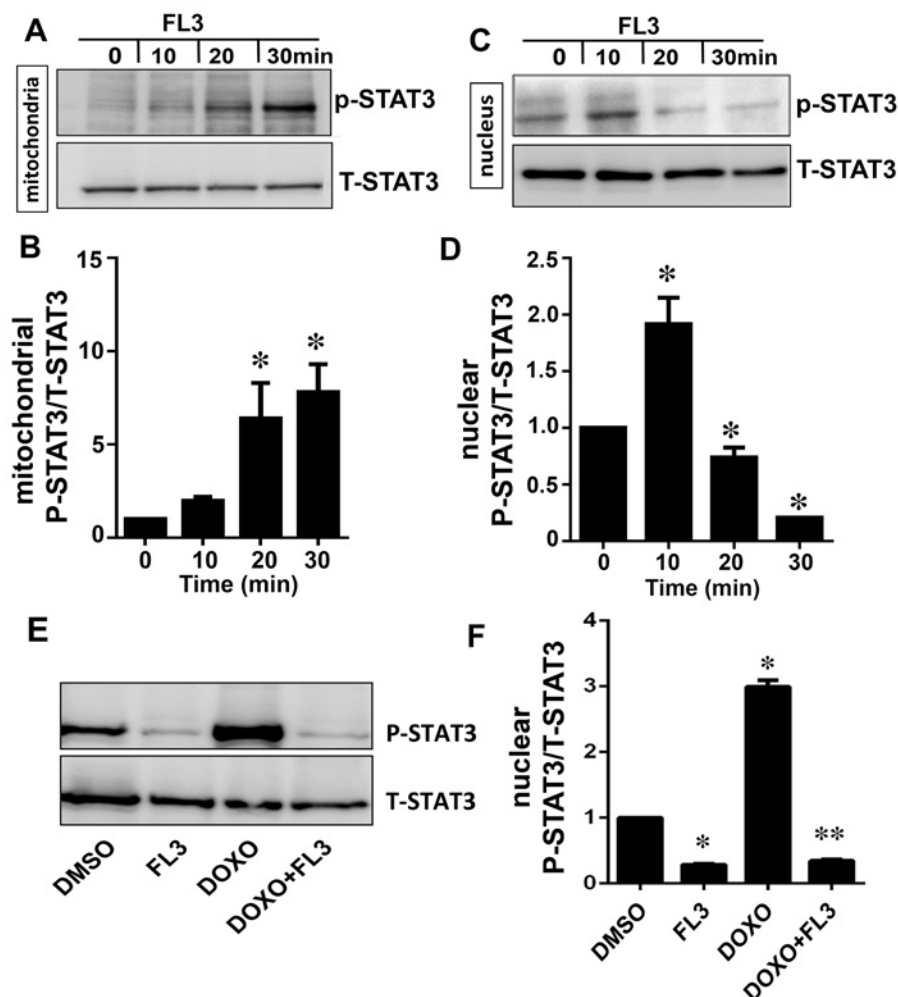 A
FL3
0 10 20 30min
mitochondria
p-STAT3
T-STAT3
B
mitochondrial
P-STAT3/T-STAT3
15
10
5
0
*
*
0 10 20 30
Time (min)
C
FL3
0 10 20 30min
nucleus
p-STAT3
T-STAT3
D
nuclear
P-STAT3/T-STAT3
2.5
2.0
1.5
1.0
0.5
0
*
*
*
0 10 20 30
Time (min)
E
P-STAT3
T-STAT3
DMSO
FL3
DOXO
DOXO+FL3
F
nuclear
P-STAT3/T-STAT3
4
3
2
1
0
*
*
**
DMSO
FL3
DOXO
DOXO+FL3